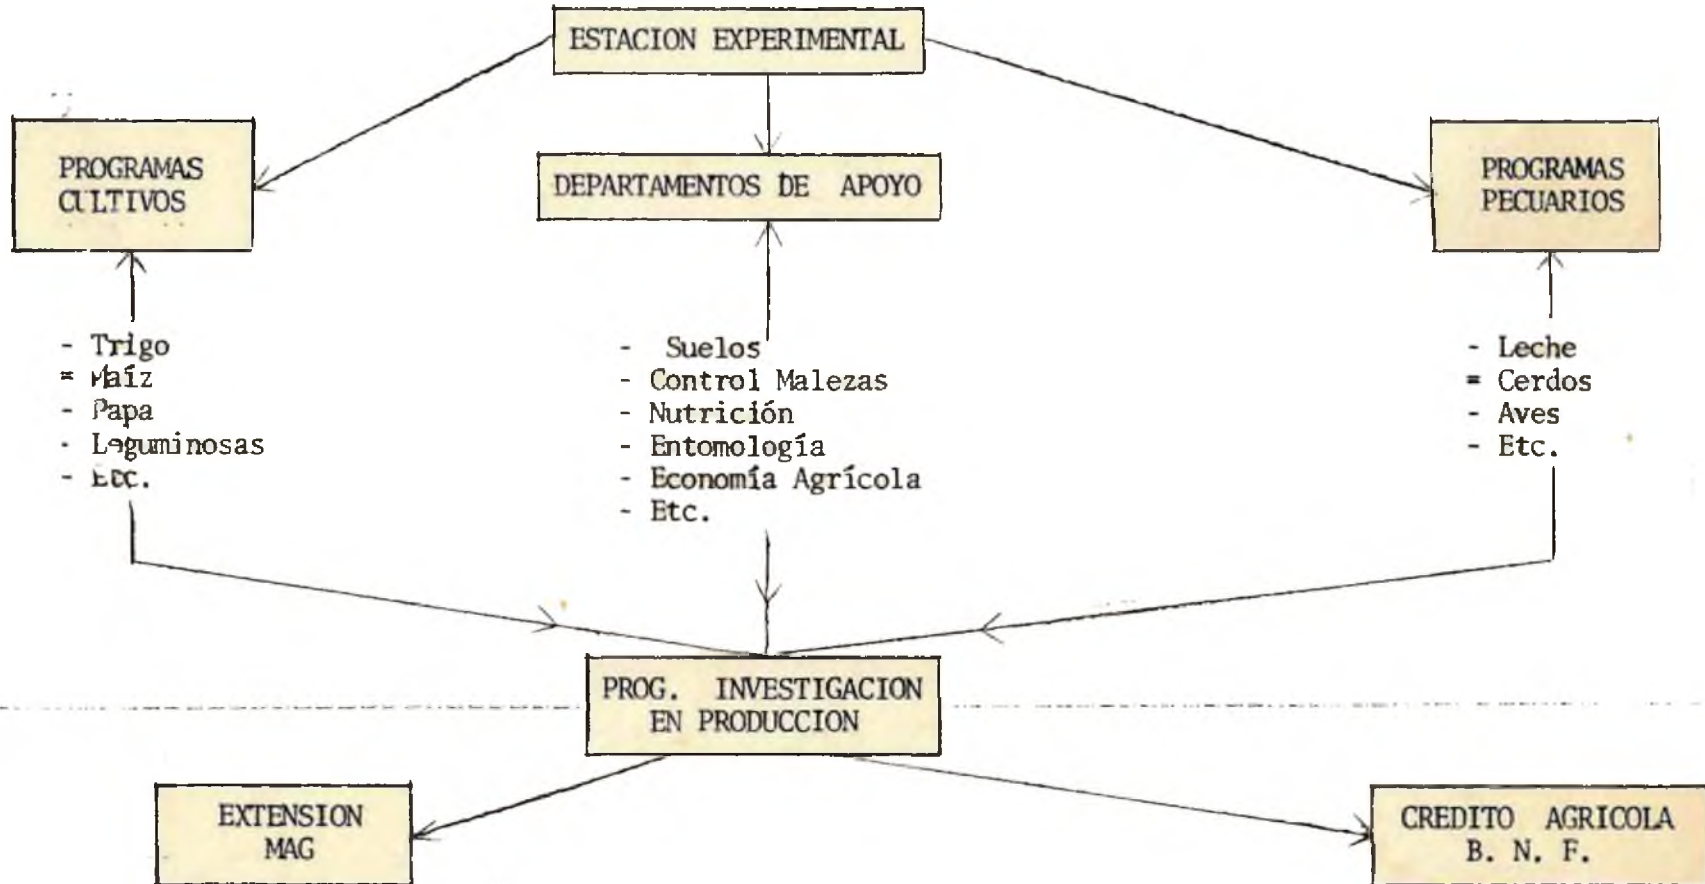 ESTACION EXPERIMENTAL
PROGRAMAS
CULTIVOS
DEPARTAMENTOS DE APOYO
PROGRAMAS
PECUARIOS
- Trigo
= Maíz
- Papa
- Leguminosas
- Etc.
- Suelos
- Control Malezas
- Nutrición
- Entomología
- Economía Agrícola
- Etc.
- Leche
= Cerdos
- Aves
- Etc.
PROG. INVESTIGACION
EN PRODUCCION
EXTENSION
MAG
CREDITO AGRICOLA
B. N. F.